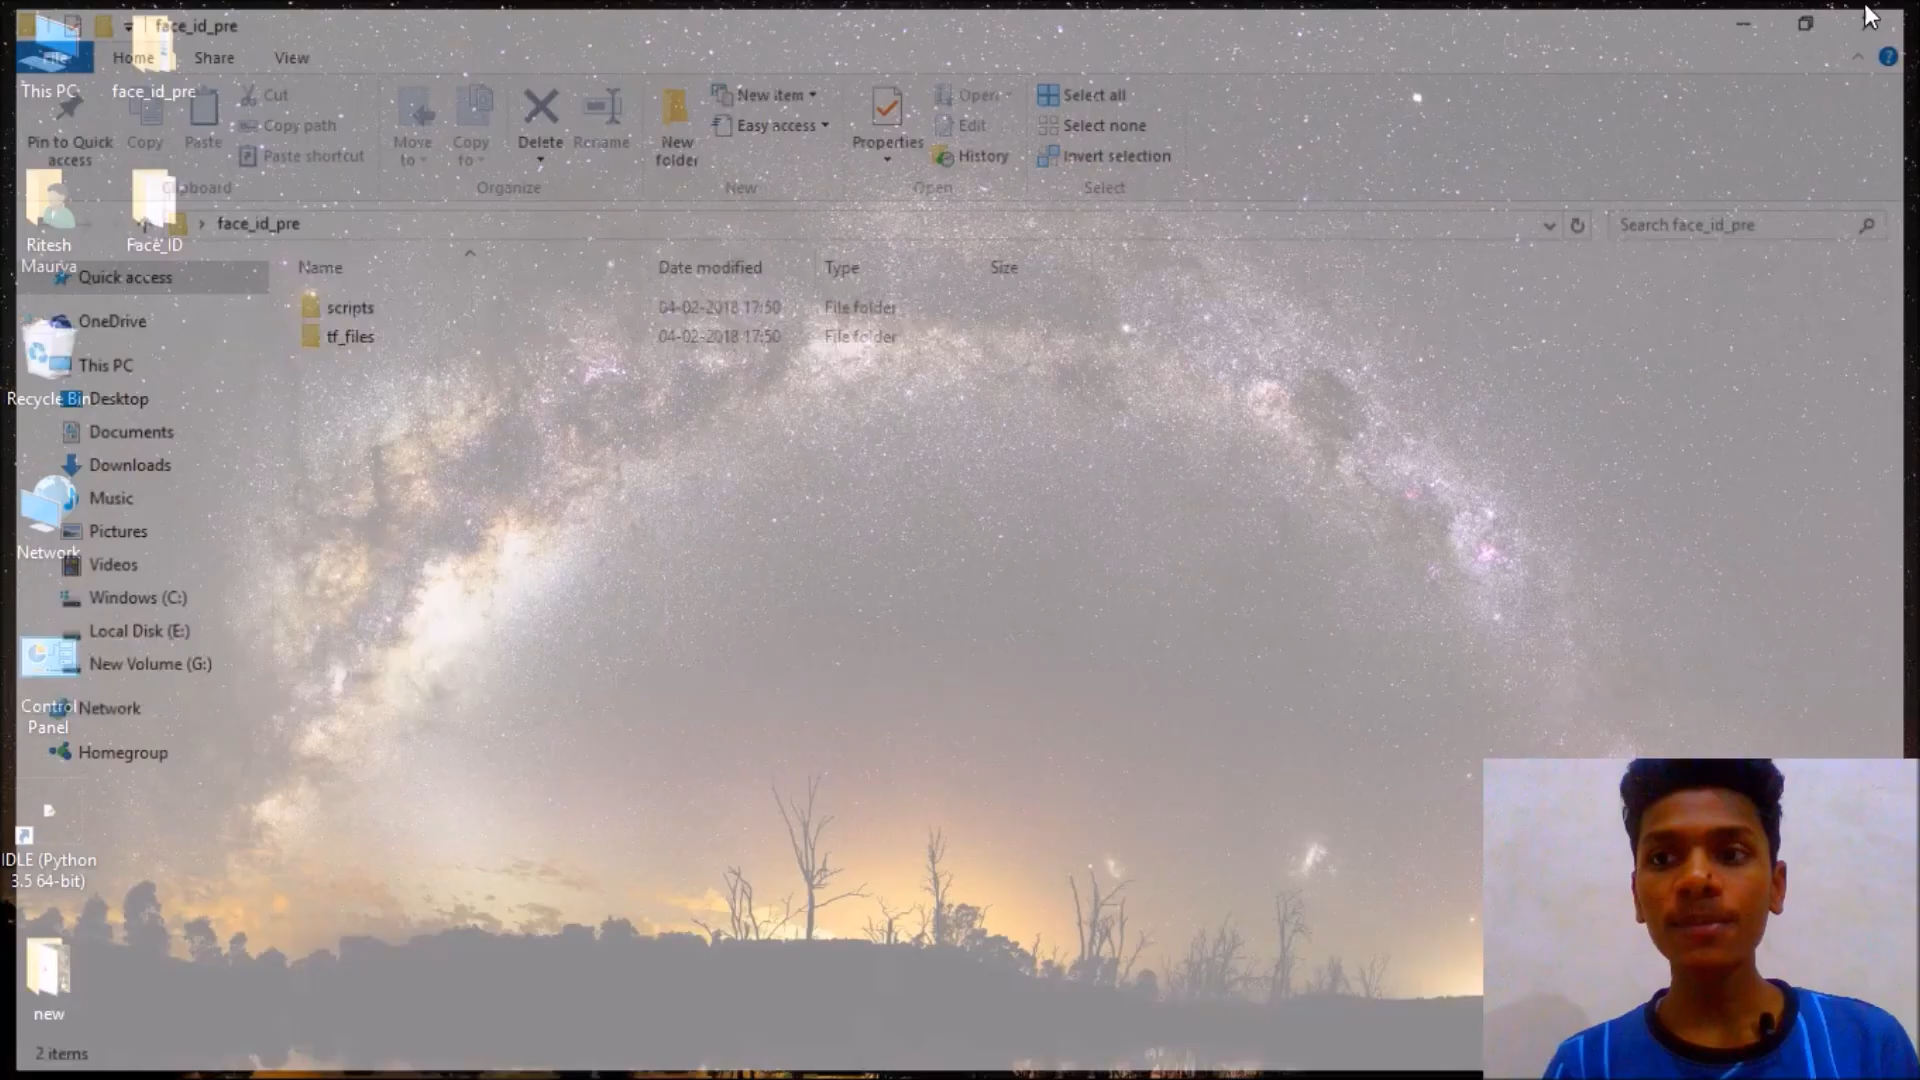 face_id_pre
File
Home
Share
View
This PC
face_id_pre
Pin to Quick access
Copy
Paste
Cut
Copy path
Paste shortcut
Clipboard
Move to
Copy to
Delete
Rename
Organize
New folder
New item
Easy access
New
Properties
Open
Edit
History
Open
Select all
Select none
Invert selection
Select
face_id_pre
Search face_id_pre
Ritesh Maurya
Face_ID
Name
Date modified
Type
Size
scripts
04-02-2018 17:50
File folder
tf_files
04-02-2018 17:50
File folder
Quick access
OneDrive
This PC
Recycle Bin
Desktop
Documents
Downloads
Music
Pictures
Network
Videos
Windows (C:)
Local Disk (E:)
New Volume (G:)
Control Panel
Network
Homegroup
IDLE (Python 3.5 64-bit)
new
2 items